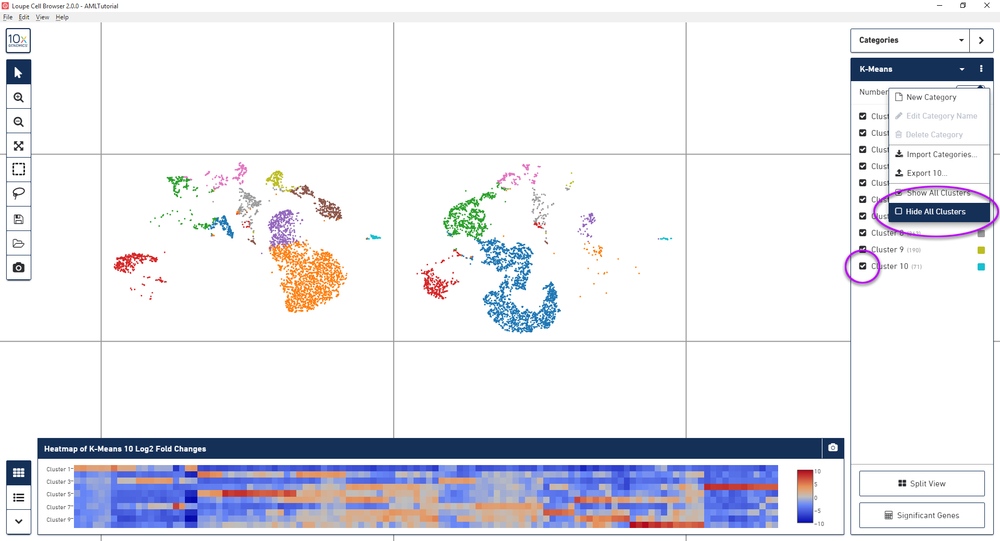 Loupe Cell Browser 2.0.0 - AMLTutorial
File Edit View Help
10x
GENOMICS
Categories
K-Means
Number
New Category
Edit Category Name
Delete Category
Import Categories...
Export 10...
Show All Clusters
Hide All Clusters
Clust
Clust
Clust
Clust
Clust
Clust
Clust
Cluster 8 (363)
Cluster 9 (190)
Cluster 10 (71)
Heatmap of K-Means 10 Log2 Fold Changes
Cluster 1
Cluster 3
Cluster 5
Cluster 7
Cluster 9
10
5
0
−5
−10
Split View
Significant Genes